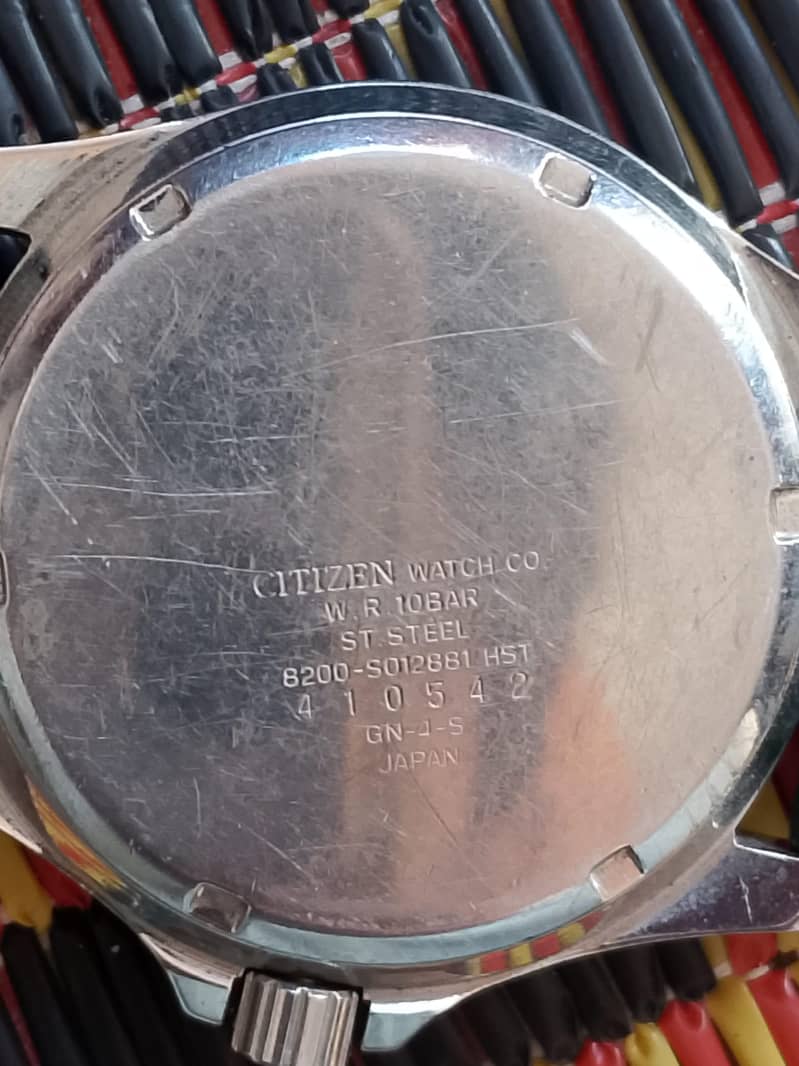 CITIZEN WATCH CO.
W.R.10BAR
ST.STEEL
8200-S012881 HST
410542
GN-4-S
JAPAN